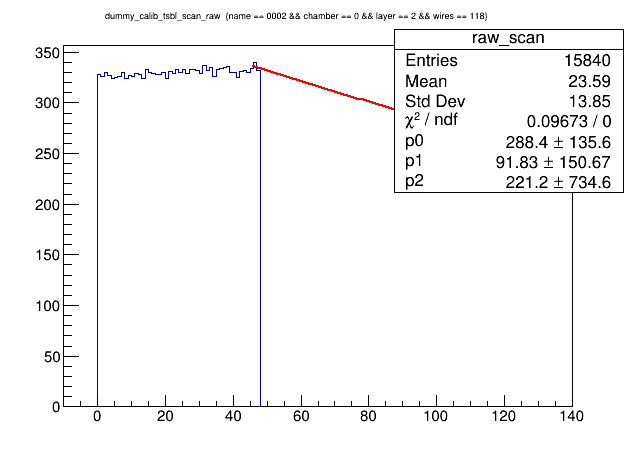 dummy_calib_tsbl_scan_raw (name == 0002 && chamber == 0 && layer == 2 && wires == 118)
raw_scan
Entries 15840
Mean 23.59
Std Dev 13.85
χ² / ndf 0.09673 / 0
p0 288.4 ± 135.6
p1 91.83 ± 150.67
p2 221.2 ± 734.6
350
300
250
200
150
100
50
0
0 20 40 60 80 100 120 140